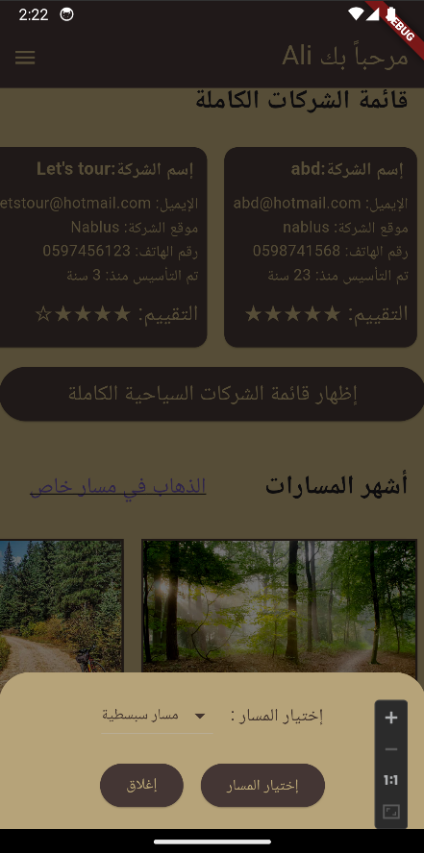 2:22
DEBUG
مرحباً بك Ali
قائمة الشركات الكاملة
إسم الشركة:abd
الإيميل: abd@hotmail.com
موقع الشركة: nablus
رقم الهاتف: 0598741568
تم التأسيس منذ: 23 سنة
التقييم: ★★★★★
إسم الشركة:Let's tour
الإيميل: etstour@hotmail.com
موقع الشركة: Nablus
رقم الهاتف: 0597456123
تم التأسيس منذ: 3 سنة
التقييم: ★★★★☆
إظهار قائمة الشركات السياحية الكاملة
أشهر المسارات
الذهاب في مسار خاص
إختيار المسار :
مسار سبسطية
إختيار المسار
إغلاق
1:1